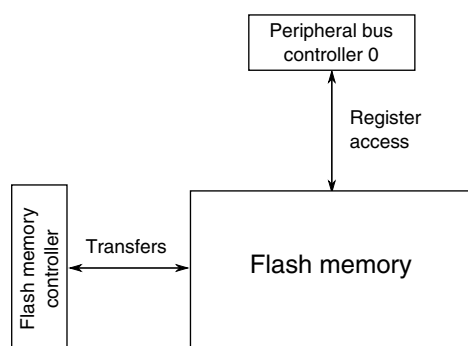 Peripheral bus
controller 0
Register
access
Flash memory
controller
Transfers
Flash memory